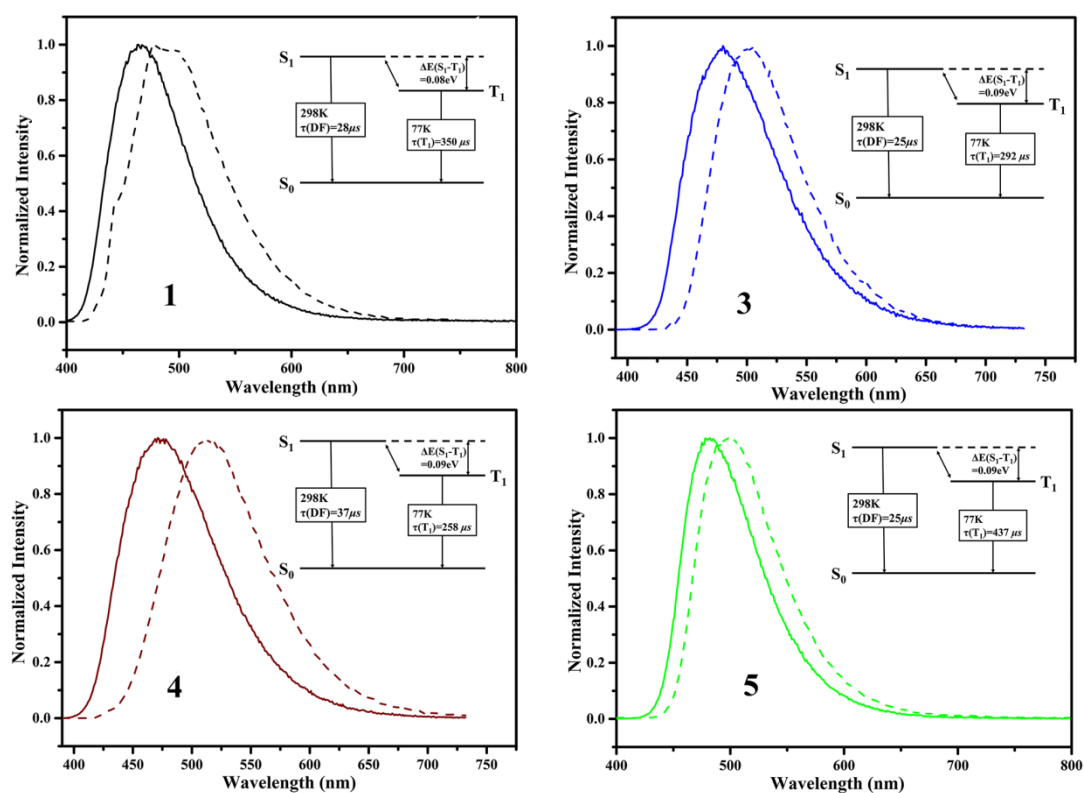 Normalized Intensity
1.0
0.8
0.6
0.4
0.2
0.0
S₁
ΔE(S₁-T₁)
=0.08eV
T₁
298K
τ(DF)=28μs
77K
τ(T₁)=350 μs
S₀
1
400 500 600 700 800
Wavelength (nm)
Normalized Intensity
1.0
0.8
0.6
0.4
0.2
0.0
S₁
ΔE(S₁-T₁)
=0.09eV
T₁
298K
τ(DF)=25μs
77K
τ(T₁)=292 μs
S₀
3
400 450 500 550 600 650 700 750
Wavelength (nm)
Normalized Intensity
1.0
0.8
0.6
0.4
0.2
0.0
S₁
ΔE(S₁-T₁)
=0.09eV
T₁
298K
τ(DF)=37μs
77K
τ(T₁)=258 μs
S₀
4
400 450 500 550 600 650 700 750
Wavelength (nm)
Normalized Intensity
1.0
0.8
0.6
0.4
0.2
0.0
S₁
ΔE(S₁-T₁)
=0.09eV
T₁
298K
τ(DF)=25μs
77K
τ(T₁)=437 μs
S₀
5
400 500 600 700 800
Wavelength (nm)